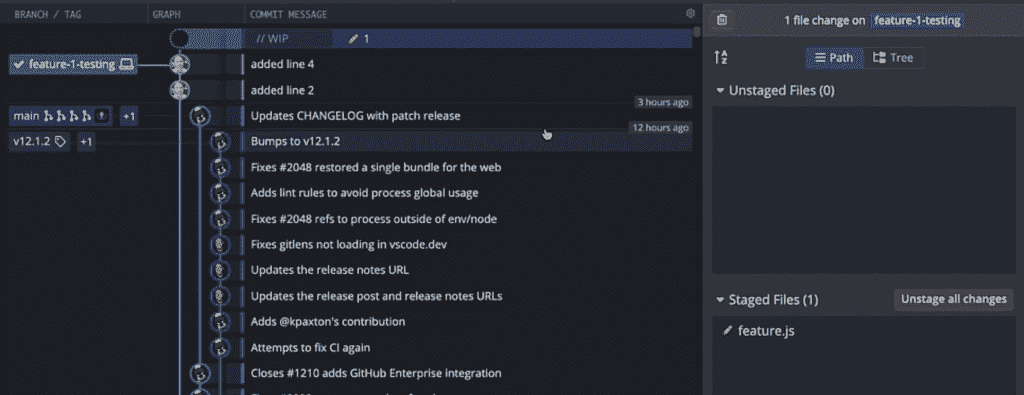 BRANCH / TAG
GRAPH
COMMIT MESSAGE
// WIP
1
feature-1-testing
added line 4
added line 2
3 hours ago
main
+1
Updates CHANGELOG with patch release
12 hours ago
v12.1.2
+1
Bumps to v12.1.2
Fixes #2048 restored a single bundle for the web
Adds lint rules to avoid process global usage
Fixes #2048 refs to process outside of env/node
Fixes gitlens not loading in vscode.dev
Updates the release notes URL
Updates the release post and release notes URLs
Adds @kpaxton's contribution
Attempts to fix CI again
Closes #1210 adds GitHub Enterprise integration
1 file change on feature-1-testing
A
Z
Path
Tree
Unstaged Files (0)
Staged Files (1)
Unstage all changes
feature.js